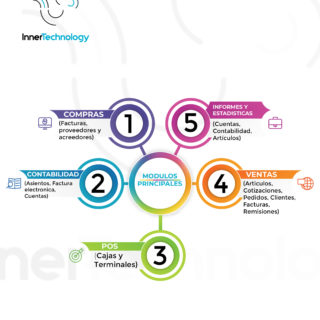 InnerTechnology
COMPRAS
(Facturas,
proveedores y
acreedores)
1
5
INFORMES Y
ESTADISTICAS
(Cuentas,
Contabilidad,
Artículos)
CONTABILIDAD
(Asientos, Factura
electronica,
Cuentas)
2
MODULOS
PRINCIPALES
4
VENTAS
(Artículos,
Cotizaciones,
Pedidos, Clientes,
Facturas,
Remisiones)
POS
(Cajas y
Terminales)
3
InnerTechnology